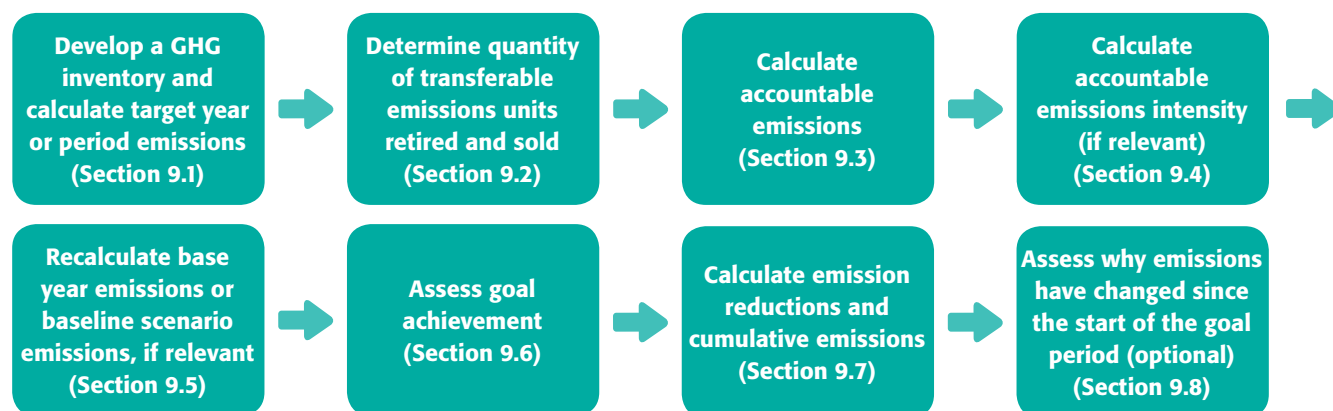 Develop a GHG
inventory and
calculate target year
or period emissions
(Section 9.1)
Determine quantity
of transferable
emissions units
retired and sold
(Section 9.2)
Calculate
accountable
emissions
(Section 9.3)
Calculate
accountable
emissions intensity
(if relevant)
(Section 9.4)
Recalculate base
year emissions or
baseline scenario
emissions, if relevant
(Section 9.5)
Assess goal
achievement
(Section 9.6)
Calculate emission
reductions and
cumulative emissions
(Section 9.7)
Assess why emissions
have changed since
the start of the goal
period (optional)
(Section 9.8)